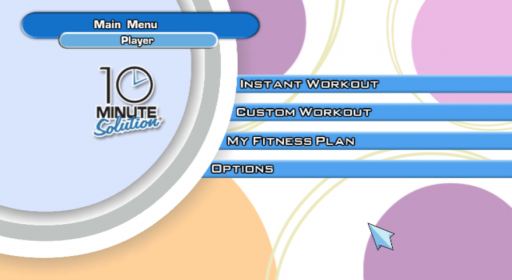 Main Menu
Player
10
MINUTE
Solution
INSTANT WORKOUT
CUSTOM WORKOUT
MY FITNESS PLAN
OPTIONS